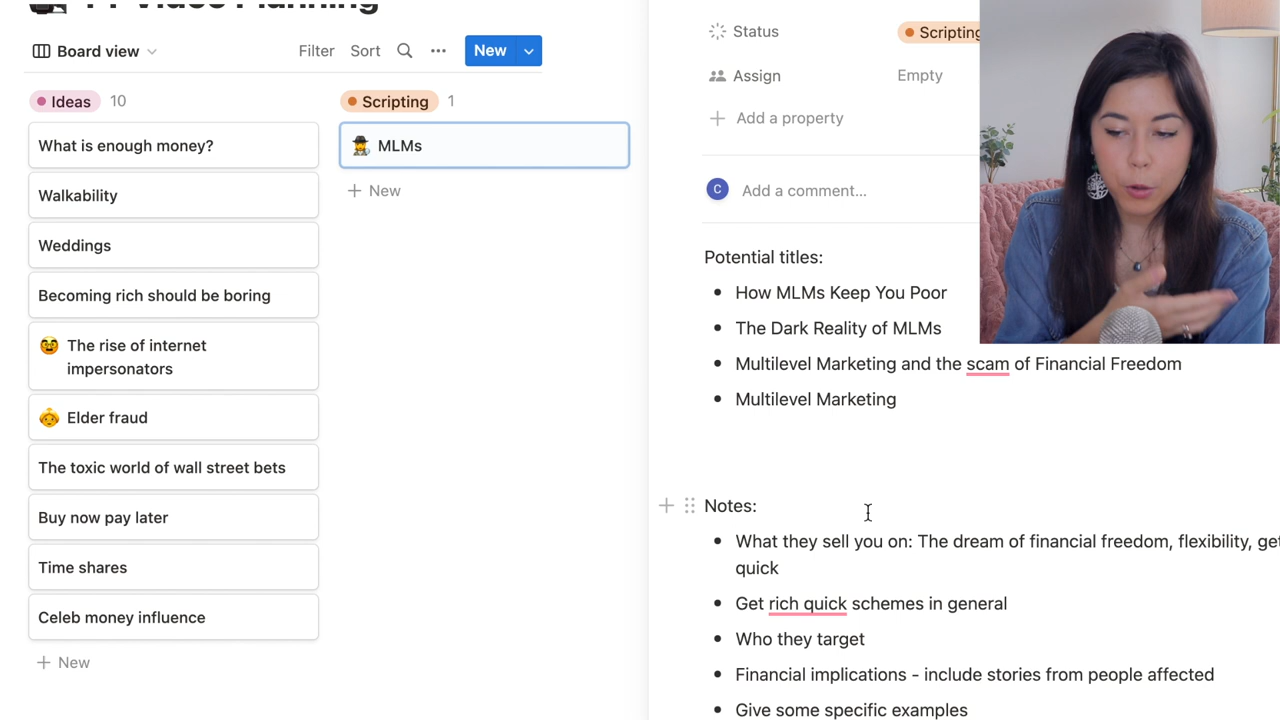 Video Planning
Board view
Filter
Sort
New
Ideas 10
What is enough money?
Walkability
Weddings
Becoming rich should be boring
The rise of internet
impersonators
Elder fraud
The toxic world of wall street bets
Buy now pay later
Time shares
Celeb money influence
New
Scripting 1
MLMs
New
Status
Scripting
Assign
Empty
Add a property
C
Add a comment...
Potential titles:
How MLMs Keep You Poor
The Dark Reality of MLMs
Multilevel Marketing and the scam of Financial Freedom
Multilevel Marketing
Notes:
What they sell you on: The dream of financial freedom, flexibility, get
quick
Get rich quick schemes in general
Who they target
Financial implications - include stories from people affected
Give some specific examples